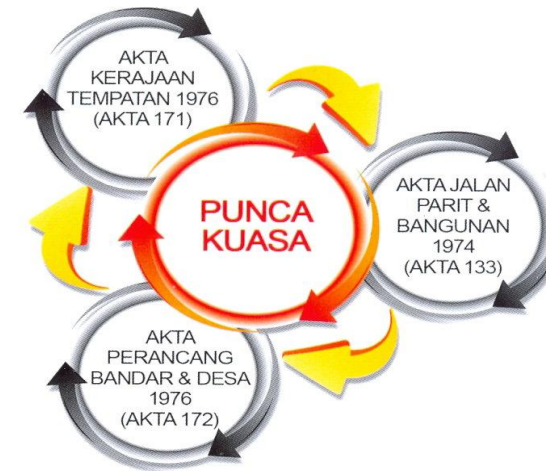 AKTA
KERAJAAN
TEMPATAN 1976
(AKTA 171)
PUNCA
KUASA
AKTA JALAN
PARIT &
BANGUNAN
1974
(AKTA 133)
AKTA
PERANCANG
BANDAR & DESA
1976
(AKTA 172)